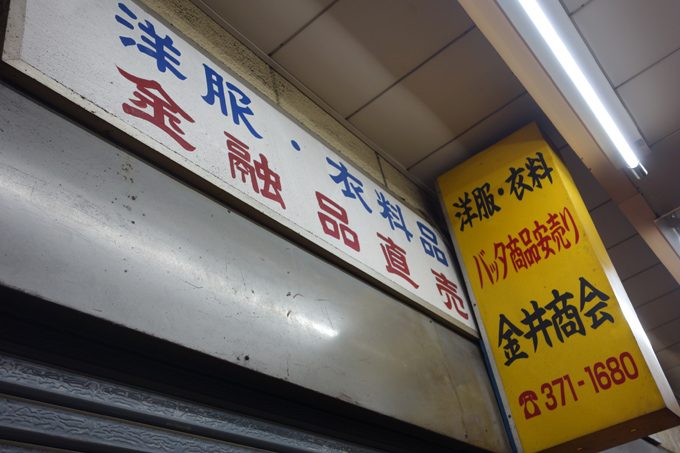 洋服・衣料品
金融品直売
洋服・衣料
バッタ商品安売り
金井商会
☎371-1680